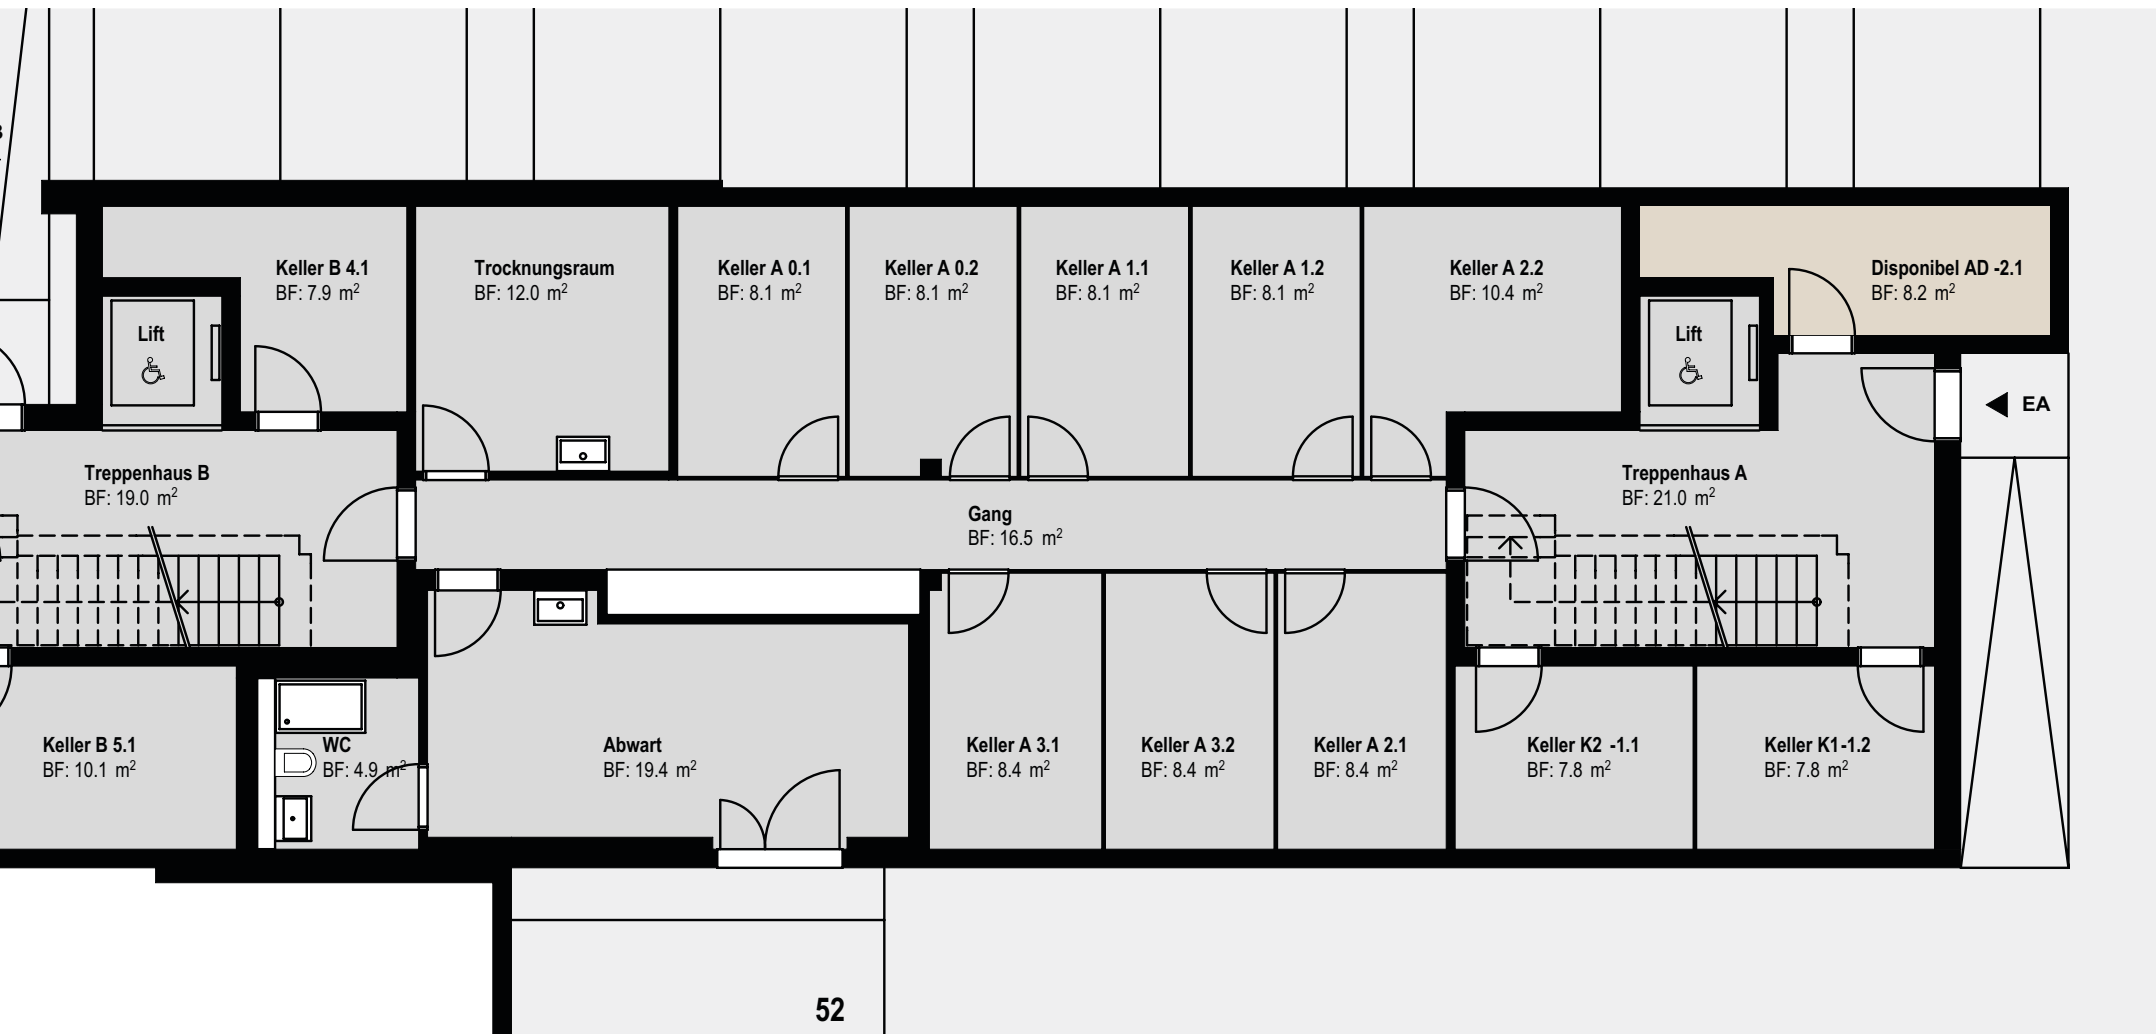 Keller B 4.1
BF: 7.9 m²
Trocknungsraum
BF: 12.0 m²
Keller A 0.1
BF: 8.1 m²
Keller A 0.2
BF: 8.1 m²
Keller A 1.1
BF: 8.1 m²
Keller A 1.2
BF: 8.1 m²
Keller A 2.2
BF: 10.4 m²
Disponibel AD -2.1
BF: 8.2 m²
Lift
Lift
EA
Treppenhaus B
BF: 19.0 m²
Gang
BF: 16.5 m²
Treppenhaus A
BF: 21.0 m²
Keller B 5.1
BF: 10.1 m²
WC
BF: 4.9 m²
Abwart
BF: 19.4 m²
Keller A 3.1
BF: 8.4 m²
Keller A 3.2
BF: 8.4 m²
Keller A 2.1
BF: 8.4 m²
Keller K2 -1.1
BF: 7.8 m²
Keller K1-1.2
BF: 7.8 m²
52